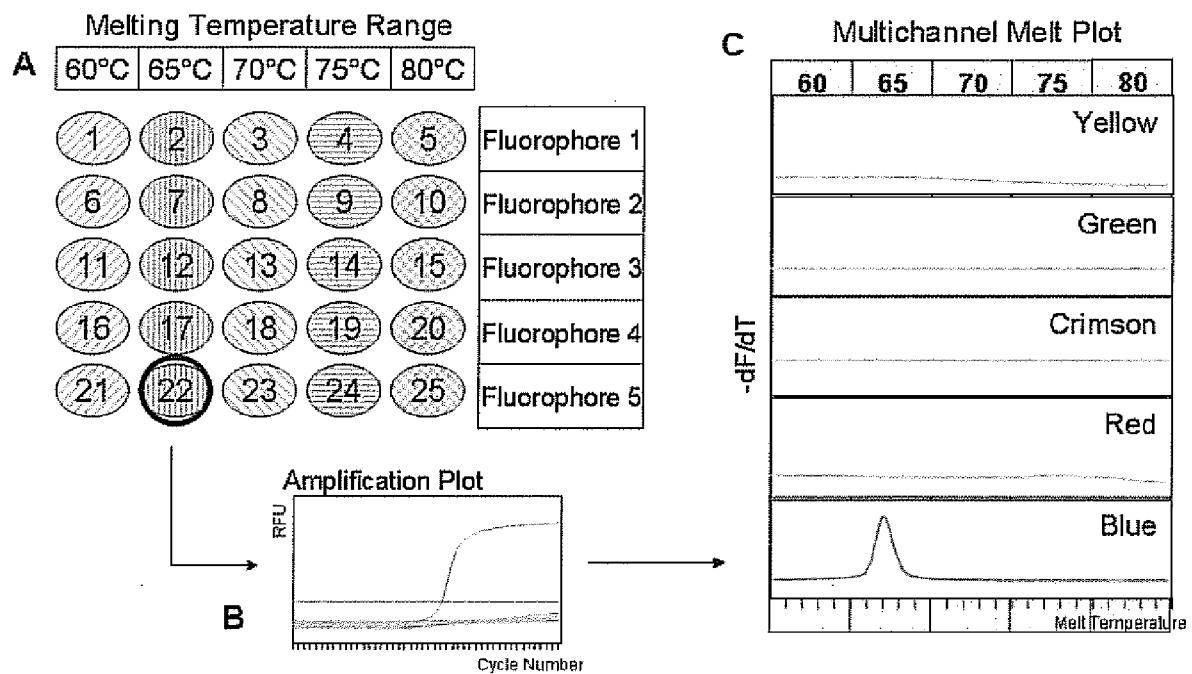 Melting Temperature Range
A
60°C 65°C 70°C 75°C 80°C
1 2 3 4 5 Fluorophore 1
6 7 8 9 10 Fluorophore 2
11 12 13 14 15 Fluorophore 3
16 17 18 19 20 Fluorophore 4
21 22 23 24 25 Fluorophore 5
Amplification Plot
RFU
B
Cycle Number
C
Multichannel Melt Plot
60 65 70 75 80
Yellow
Green
Crimson
Red
Blue
-dF/dT
Melt Temperature